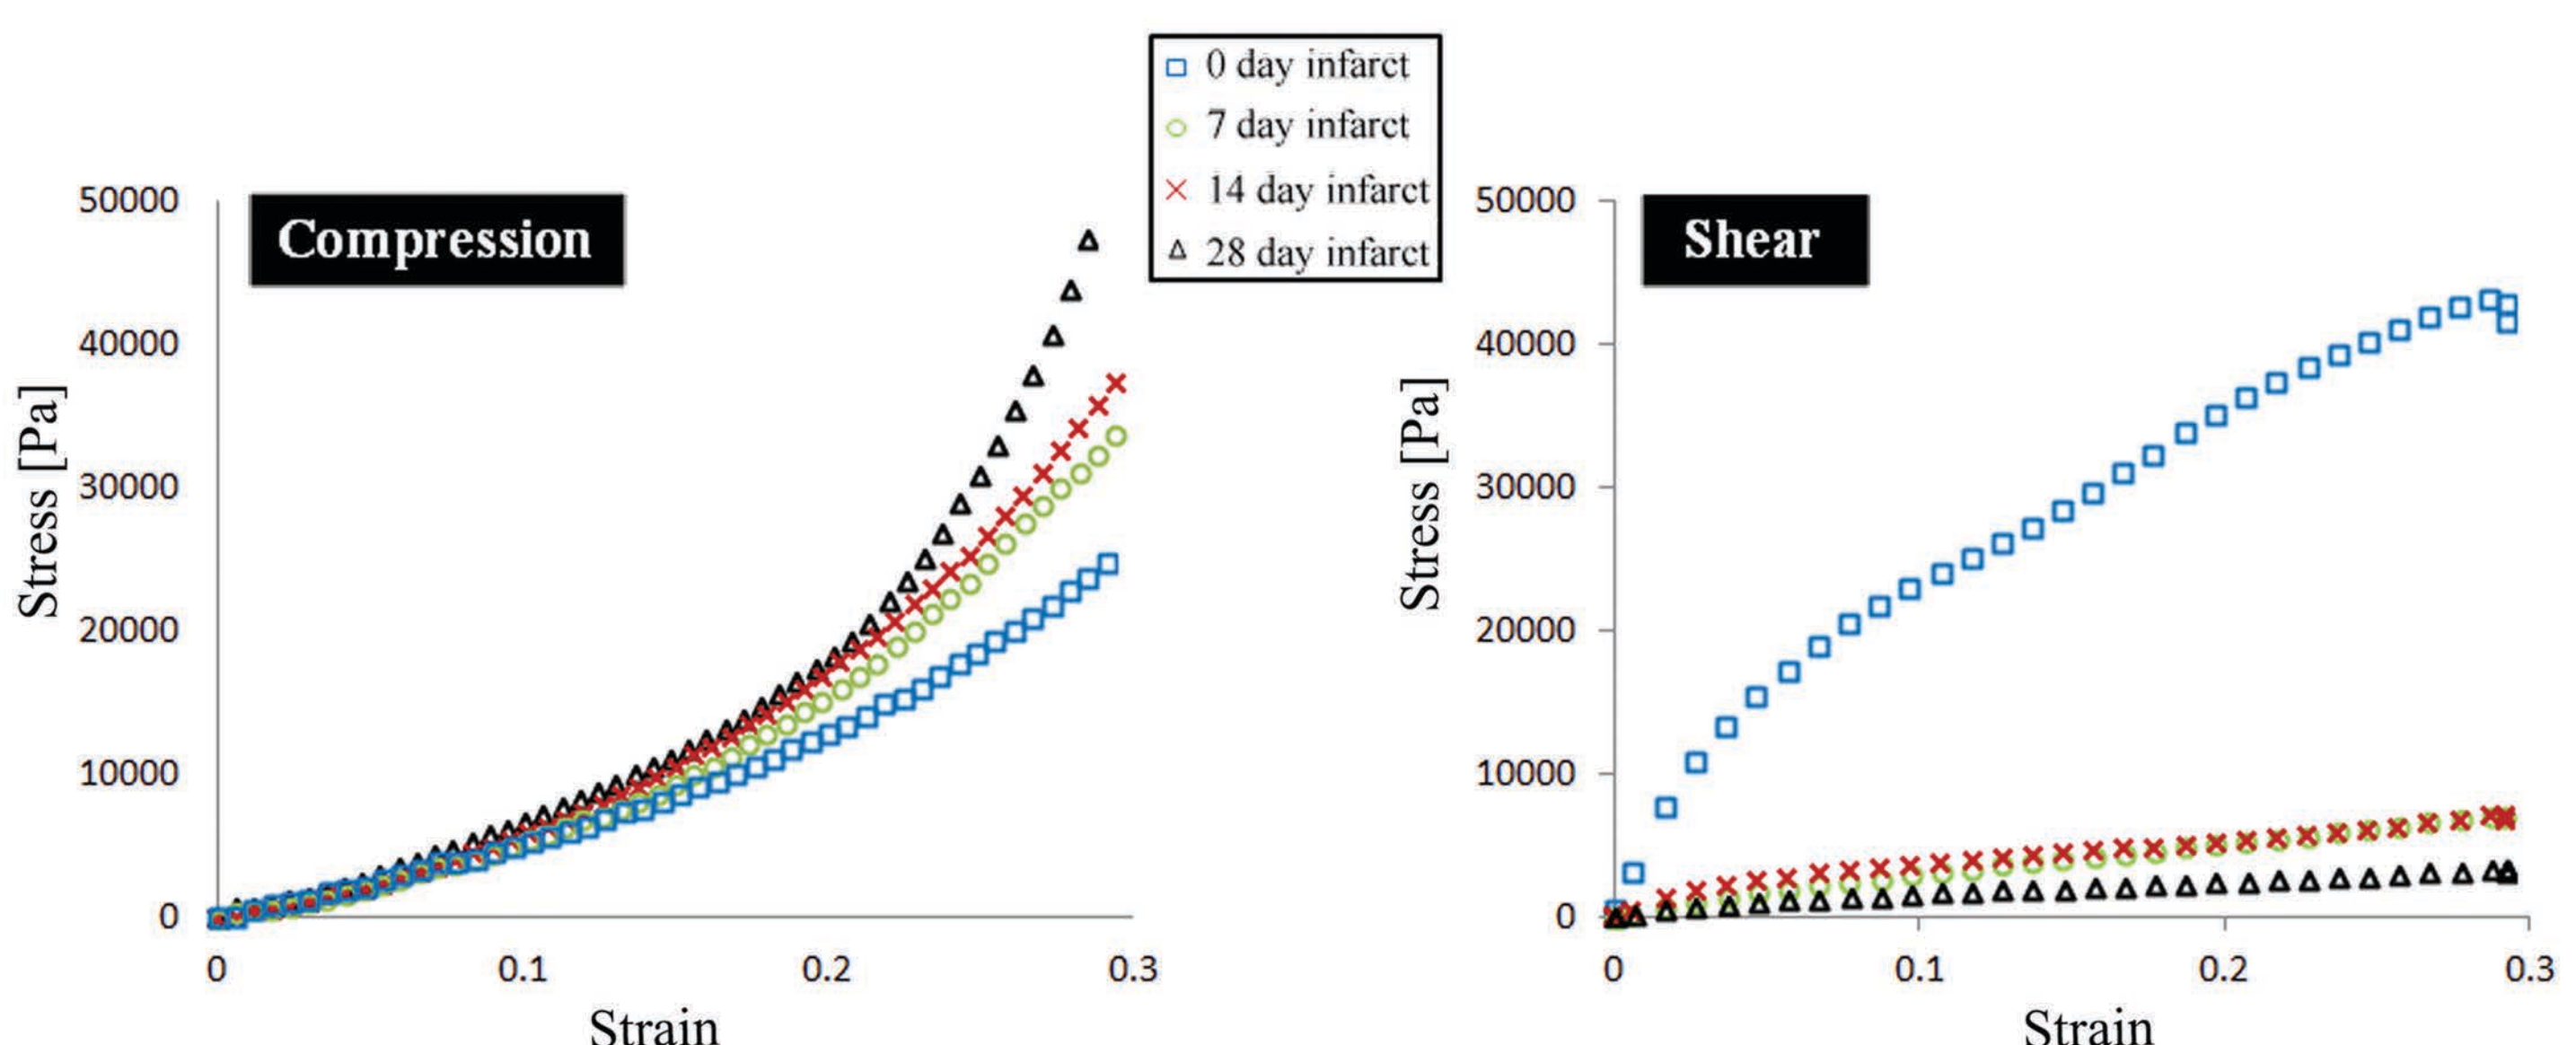 0 day infarct
7 day infarct
14 day infarct
28 day infarct
Compression
Stress [Pa]
50000
40000
30000
20000
10000
0
0
0.1
0.2
0.3
Strain
Shear
Stress [Pa]
50000
40000
30000
20000
10000
0
0
0.1
0.2
0.3
Strain